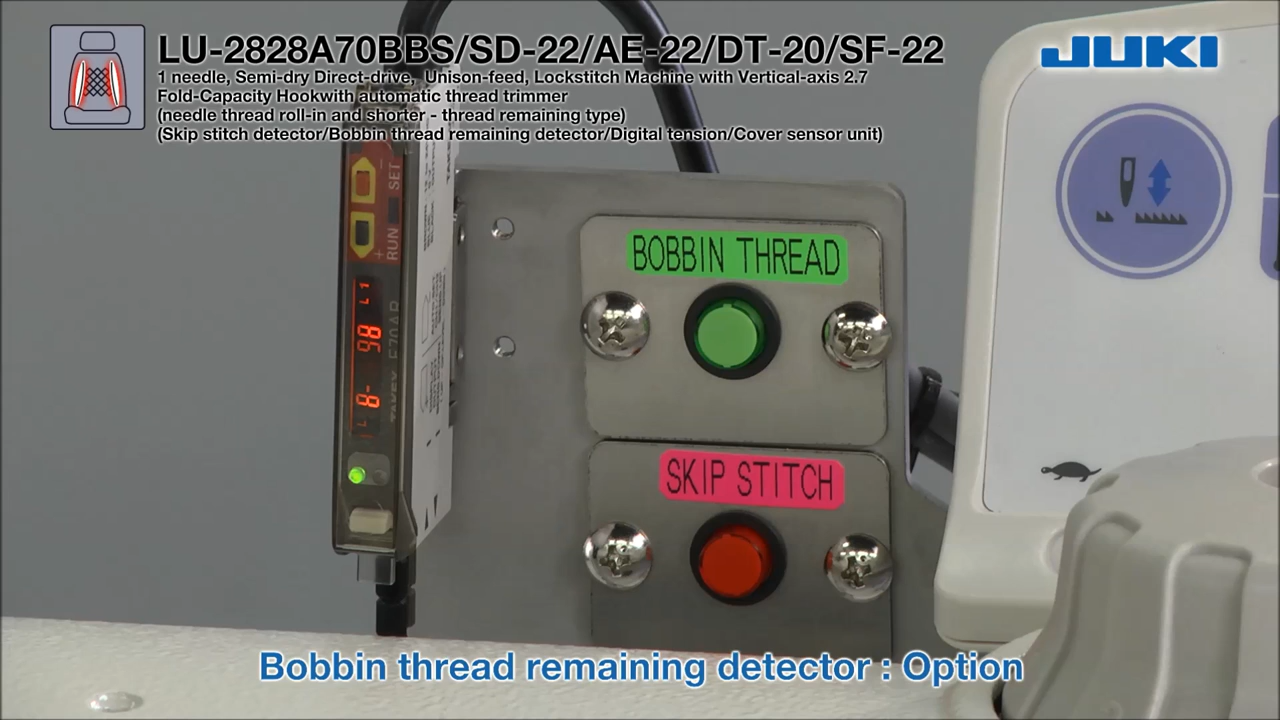 LU-2828A70BBS/SD-22/AE-22/DT-20/SF-22
1 needle, Semi-dry Direct-drive, Unison-feed, Lockstitch Machine with Vertical-axis 2.7
Fold-Capacity Hookwith automatic thread trimmer
(needle thread roll-in and shorter - thread remaining type)
(Skip stitch detector/Bobbin thread remaining detector/Digital tension/Cover sensor unit)
JUKI
RUN SET
BOBBIN THREAD
SKIP STITCH
Bobbin thread remaining detector : Option